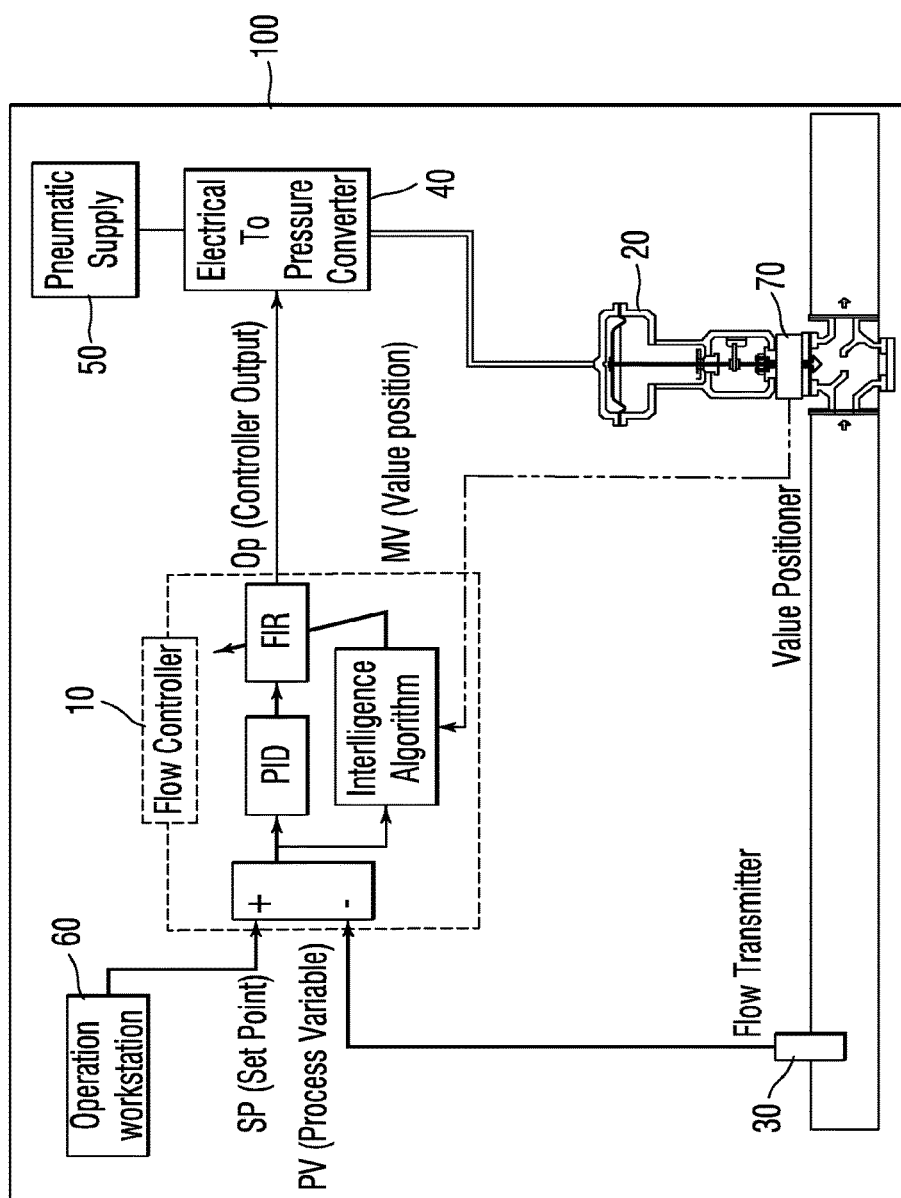 100
Operation
workstation
60
10
Flow Controller
Pneumatic
Supply
50
SP (Set Point)
PV (Process Variable)
+
-
PID
FIR
Interlligence
Algorithm
Op (Controller Output)
MV (Value position)
Electrical
To
Pressure
Converter
40
20
70
Flow Transmitter
30
Value Positioner